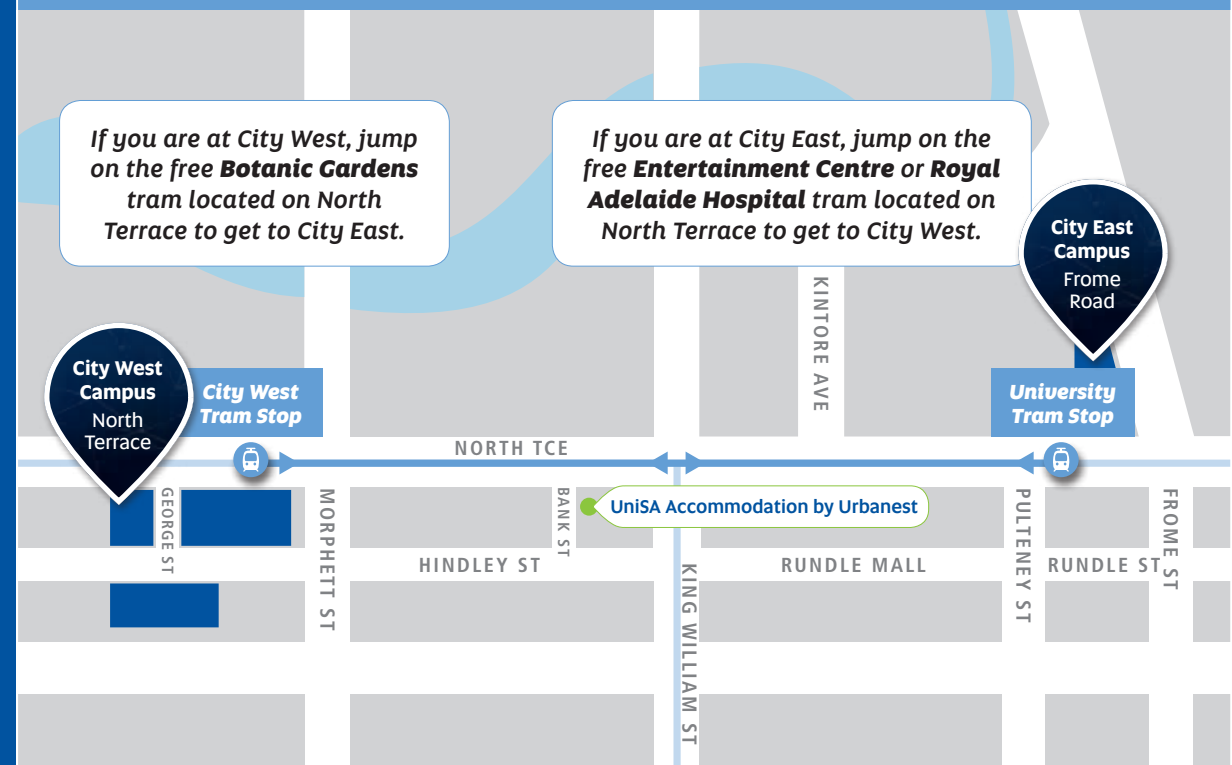 If you are at City West, jump
on the free Botanic Gardens
tram located on North
Terrace to get to City East.
If you are at City East, jump on the
free Entertainment Centre or Royal
Adelaide Hospital tram located on
North Terrace to get to City West.
City East
Campus
Frome
Road
KINTORE AVE
City West
Campus
North
Terrace
City West
Tram Stop
University
Tram Stop
NORTH TCE
GEORGE ST
MORPHETT ST
BANK ST
UniSA Accommodation by Urbanest
PULTENEY ST
FROME ST
HINDLEY ST
KING WILLIAM ST
RUNDLE MALL
RUNDLE ST